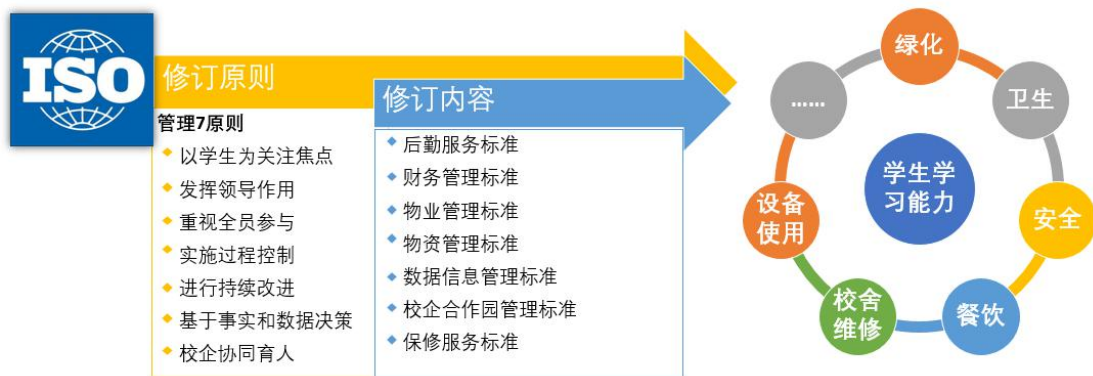 ISO
修订原则
管理7原则
以学生为关注焦点
发挥领导作用
重视全员参与
实施过程控制
进行持续改进
基于事实和数据决策
校企协同育人
修订内容
后勤服务标准
财务管理标准
物业管理标准
物资管理标准
数据信息管理标准
校企合作园管理标准
保修服务标准
绿化
卫生
安全
餐饮
校舍
维修
设备
使用
……
学生学
习能力